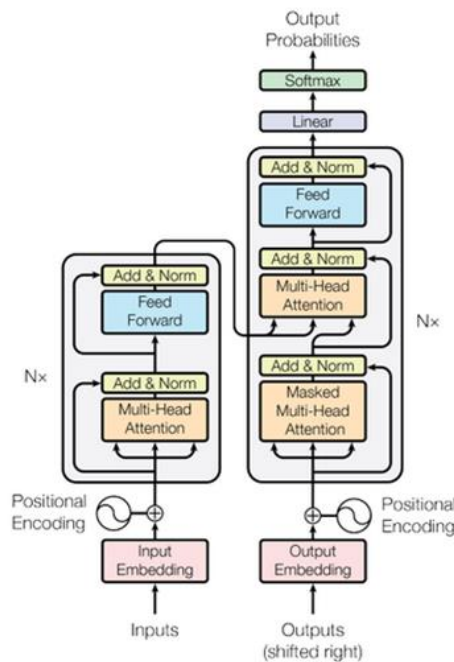 Output
Probabilities
Softmax
Linear
Add & Norm
Feed
Forward
Add & Norm
Multi-Head
Attention
Add & Norm
Masked
Multi-Head
Attention
Nx
Add & Norm
Feed
Forward
Add & Norm
Multi-Head
Attention
Nx
Positional
Encoding
Positional
Encoding
Input
Embedding
Output
Embedding
Inputs
Outputs
(shifted right)